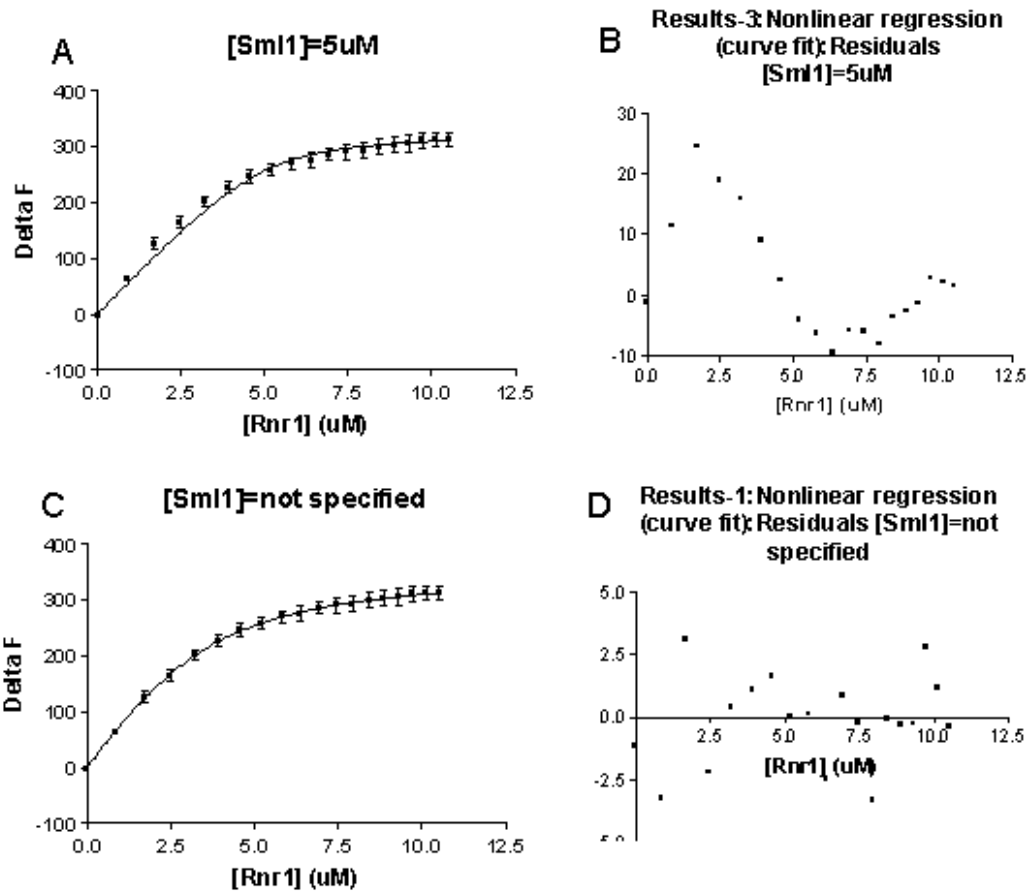 A
[Sml1]=5uM
400
300
200
100
0
-100
Delta F
0.0 2.5 5.0 7.5 10.0 12.5
[Rnr1] (uM)
B
Results-3: Nonlinear regression
(curve fit): Residuals
[Sml1]=5uM
30
20
10
0
-10
0.0 2.5 5.0 7.5 10.0 12.5
[Rnr1] (uM)
C
[Sml1]=not specified
400
300
200
100
0
-100
Delta F
0.0 2.5 5.0 7.5 10.0 12.5
[Rnr1] (uM)
D
Results-1: Nonlinear regression
(curve fit): Residuals [Sml1]=not
specified
5.0
2.5
0.0
-2.5
2.5 5.0 7.5 10.0 12.5
[Rnr1] (uM)